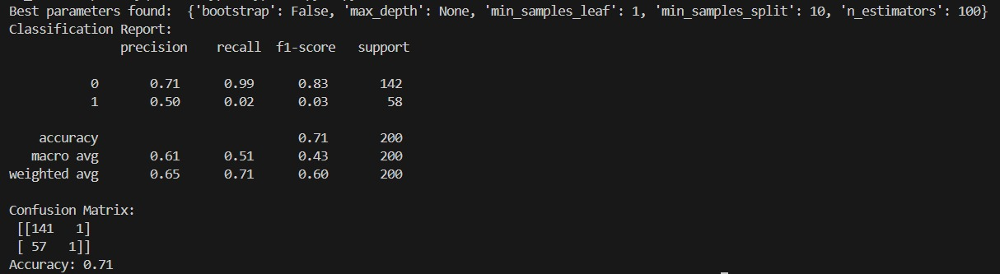 Best parameters found:  {'bootstrap': False, 'max_depth': None, 'min_samples_leaf': 1, 'min_samples_split': 10, 'n_estimators': 100}
Classification Report:
              precision    recall  f1-score   support

           0       0.71      0.99      0.83       142
           1       0.50      0.02      0.03        58

    accuracy                           0.71       200
   macro avg       0.61      0.51      0.43       200
weighted avg       0.65      0.71      0.60       200

Confusion Matrix:
 [[141   1]
 [ 57   1]]
Accuracy: 0.71